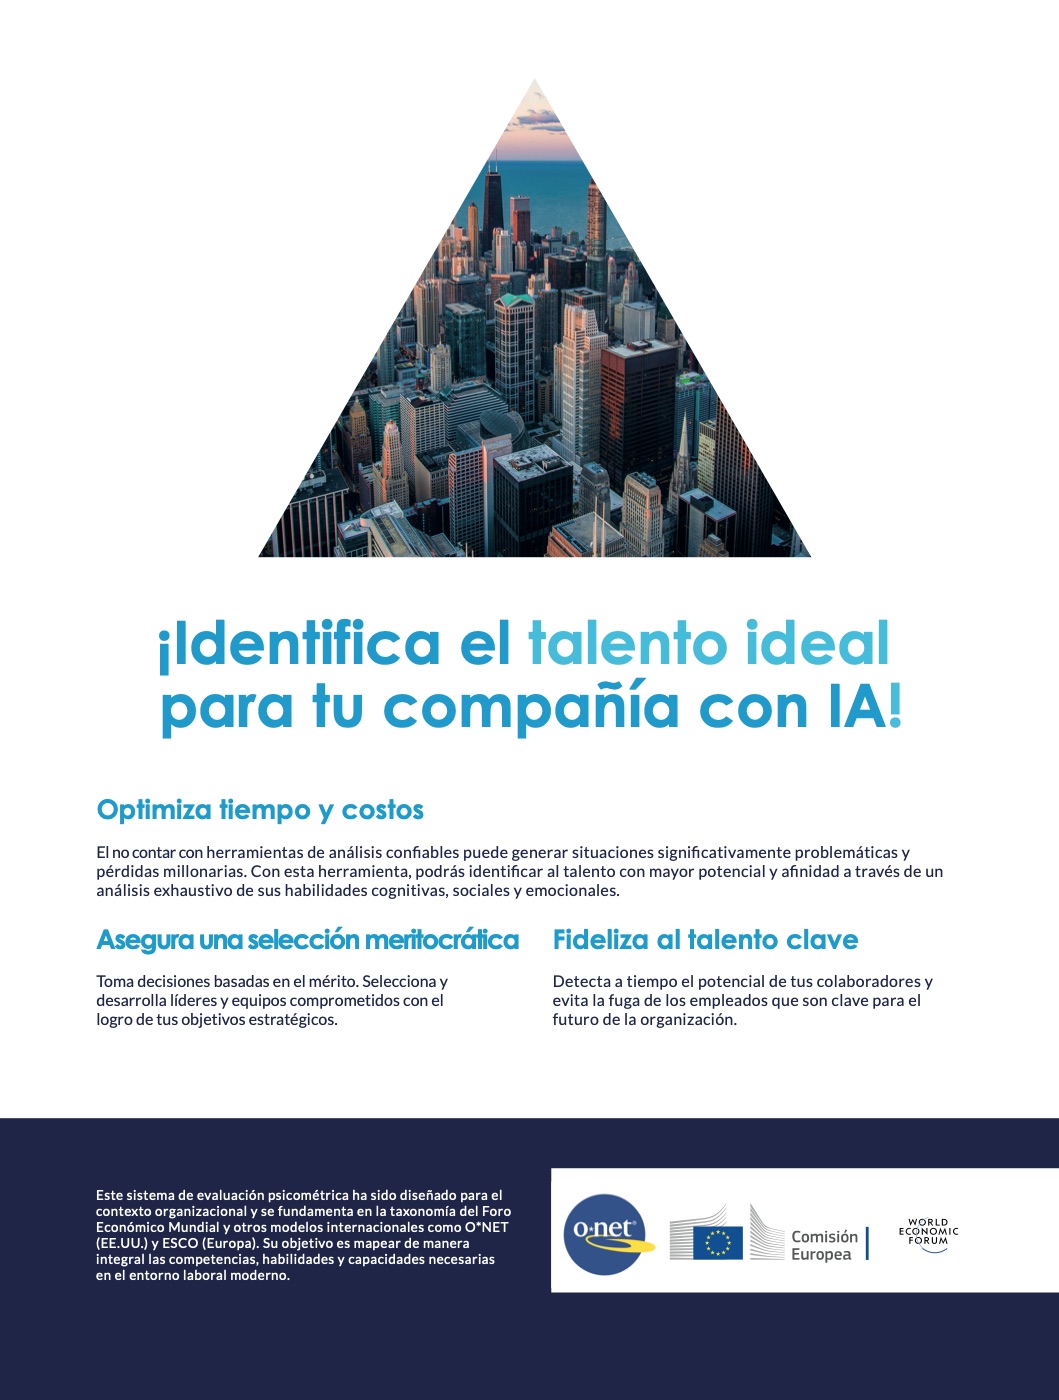 ¡Identifica el talento ideal
para tu compañía con IA!
Optimiza tiempo y costos
El no contar con herramientas de análisis confiables puede generar situaciones significativamente problemáticas y
pérdidas millonarias. Con esta herramienta, podrás identificar al talento con mayor potencial y afinidad a través de un
análisis exhaustivo de sus habilidades cognitivas, sociales y emocionales.
Asegura una selección meritocrática
Toma decisiones basadas en el mérito. Selecciona y
desarrolla líderes y equipos comprometidos con el
logro de tus objetivos estratégicos.
Fideliza al talento clave
Detecta a tiempo el potencial de tus colaboradores y
evita la fuga de los empleados que son clave para el
futuro de la organización.
Este sistema de evaluación psicométrica ha sido diseñado para el
contexto organizacional y se fundamenta en la taxonomía del Foro
Económico Mundial y otros modelos internacionales como O*NET
(EE.UU.) y ESCO (Europa). Su objetivo es mapear de manera
integral las competencias, habilidades y capacidades necesarias
en el entorno laboral moderno.
o*net®
Comisión
Europea
WORLD
ECONOMIC
FORUM